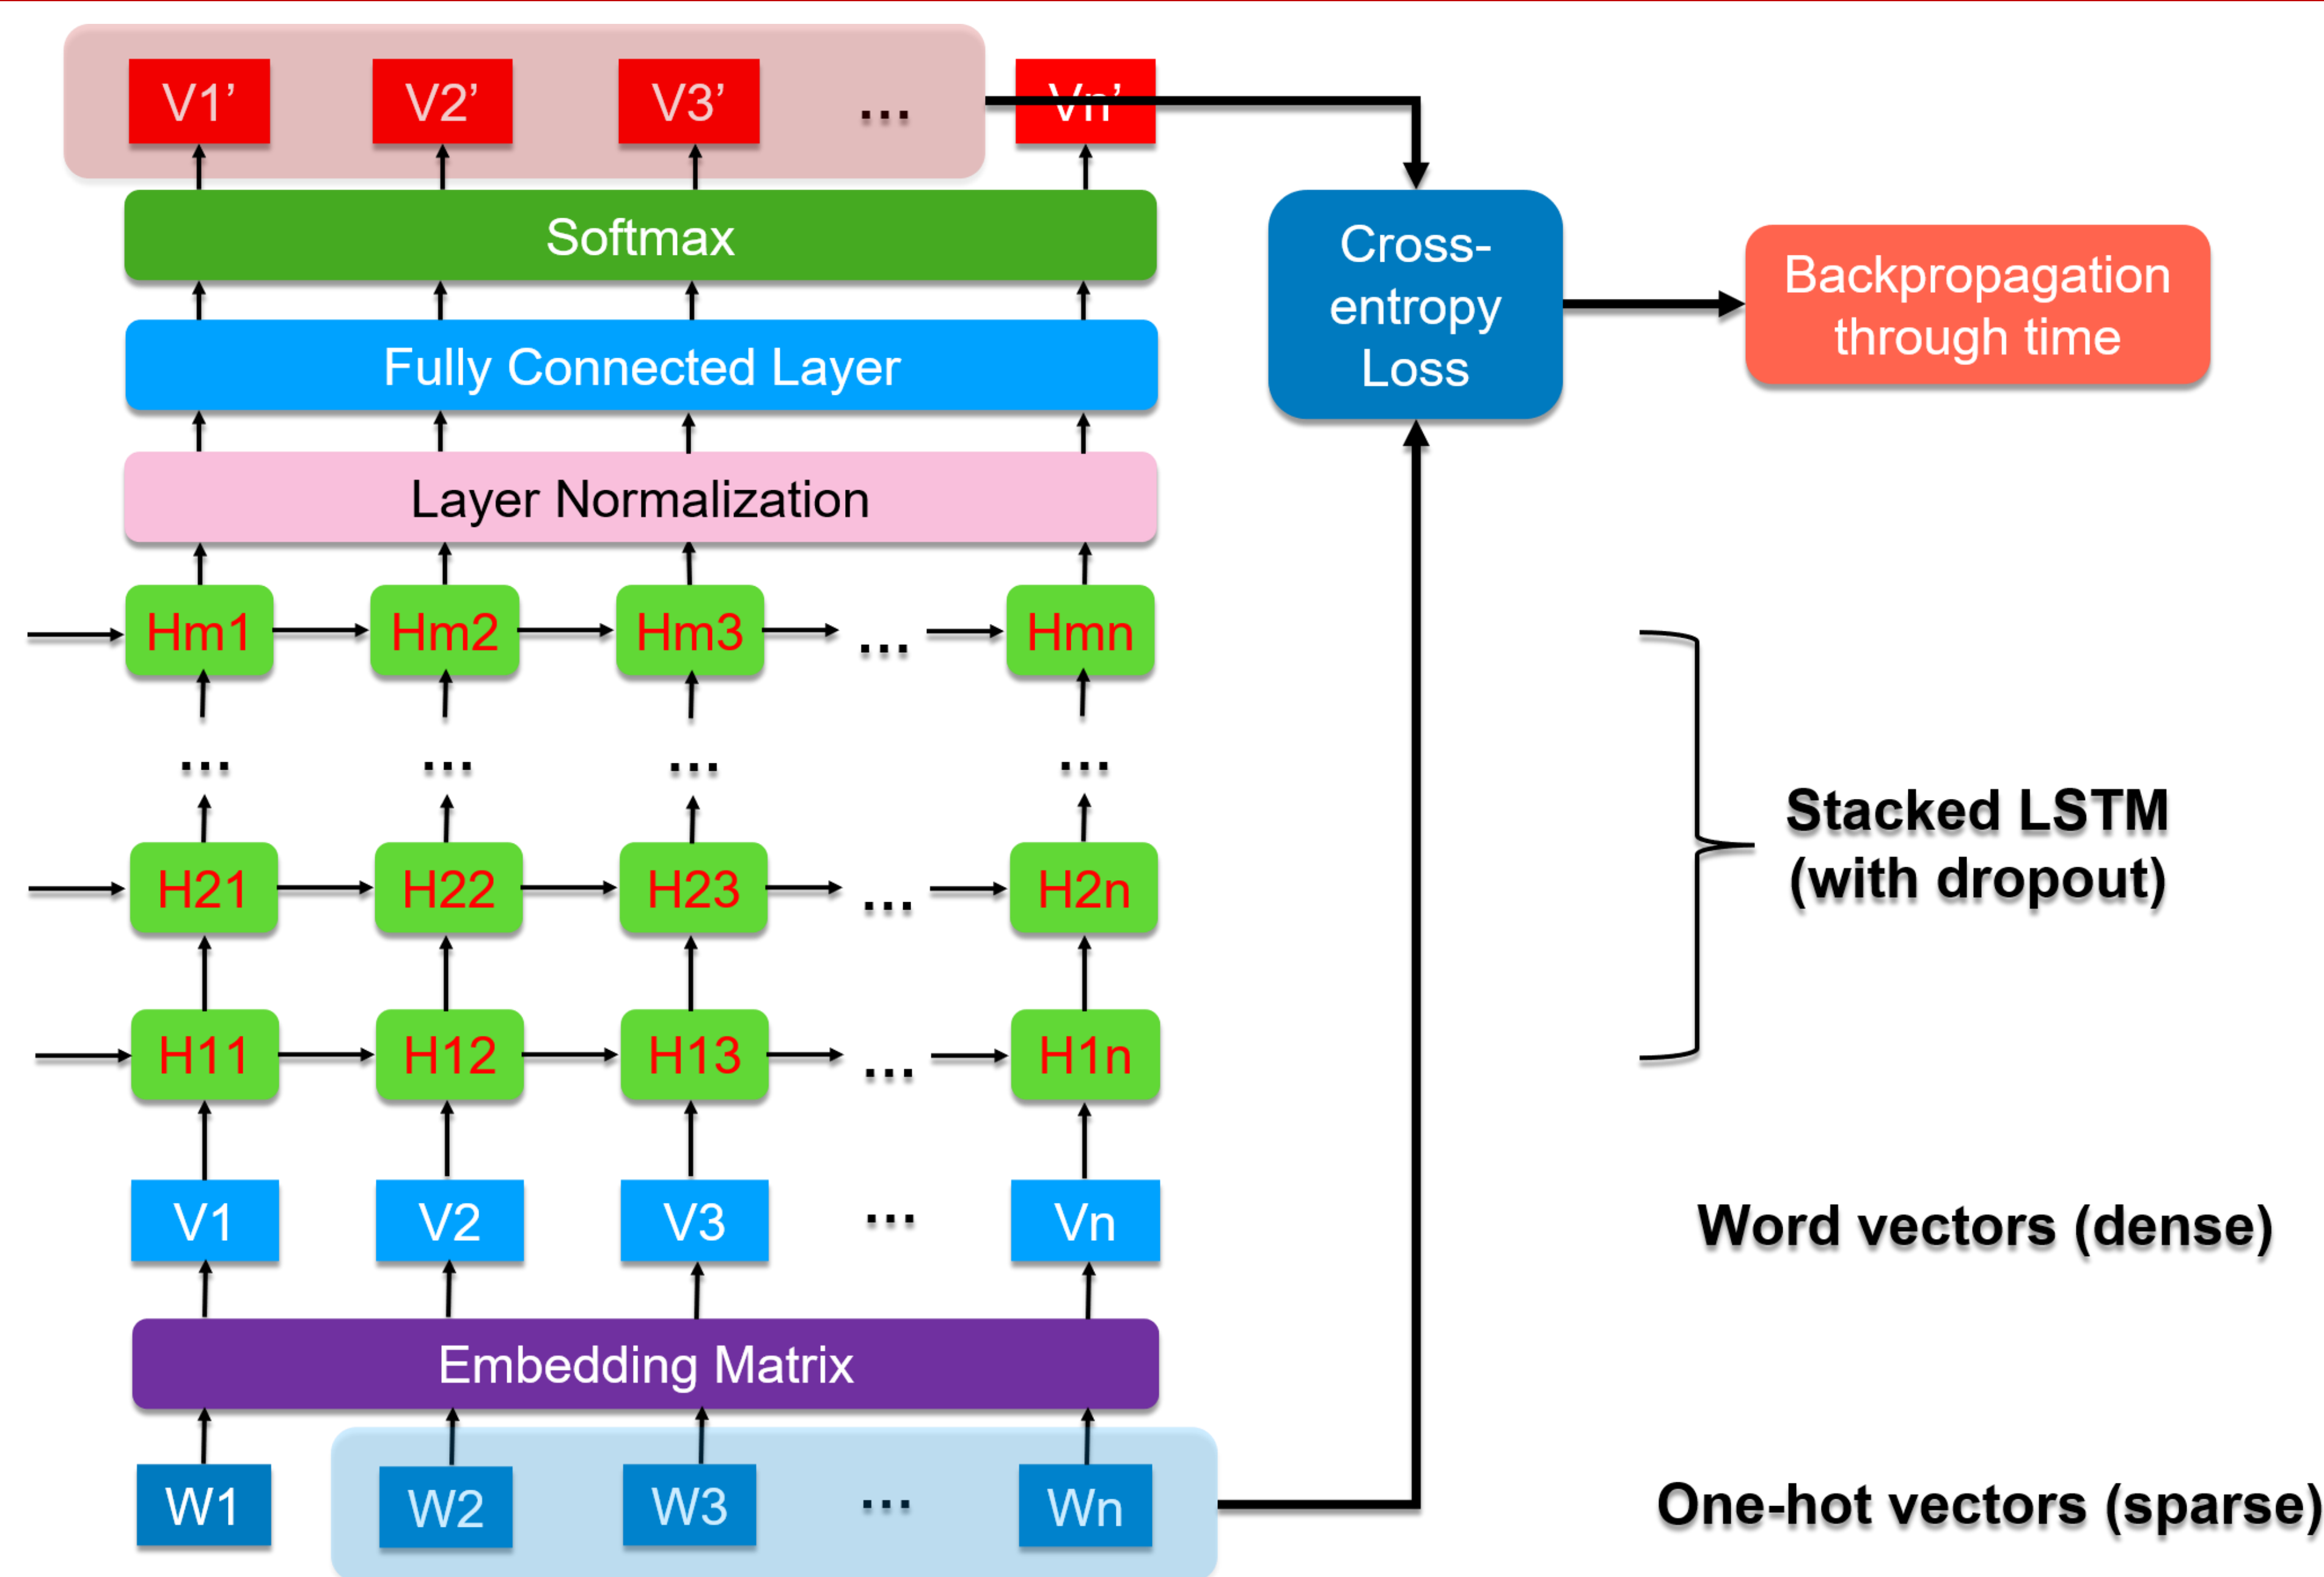 V1’ V2’ V3’ ... Vn’
Softmax
Fully Connected Layer
Layer Normalization
Hm1 Hm2 Hm3 ... Hmn
... ... ... ...
H21 H22 H23 ... H2n
H11 H12 H13 ... H1n
V1 V2 V3 ... Vn
Embedding Matrix
W1 W2 W3 ... Wn
Cross-
entropy
Loss
Backpropagation
through time
Stacked LSTM
(with dropout)
Word vectors (dense)
One-hot vectors (sparse)